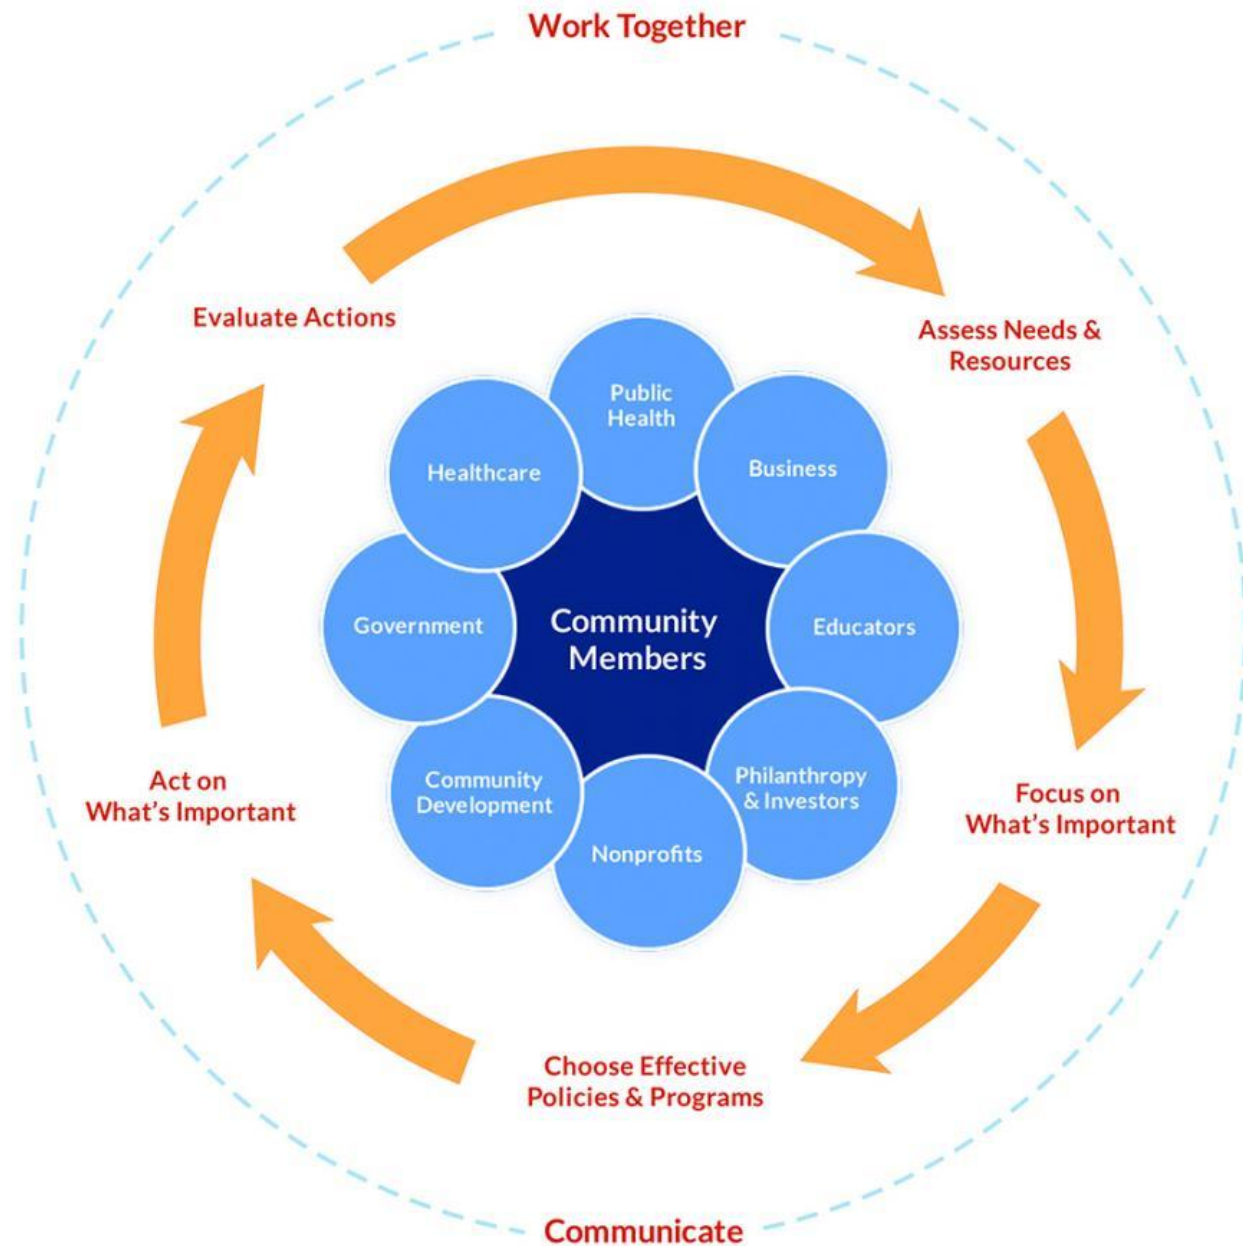 Work Together
Evaluate Actions
Assess Needs &
Resources
Public
Health
Healthcare
Business
Government
Community
Members
Educators
Community
Development
Philanthropy
& Investors
Nonprofits
Act on
What's Important
Focus on
What's Important
Choose Effective
Policies & Programs
Communicate